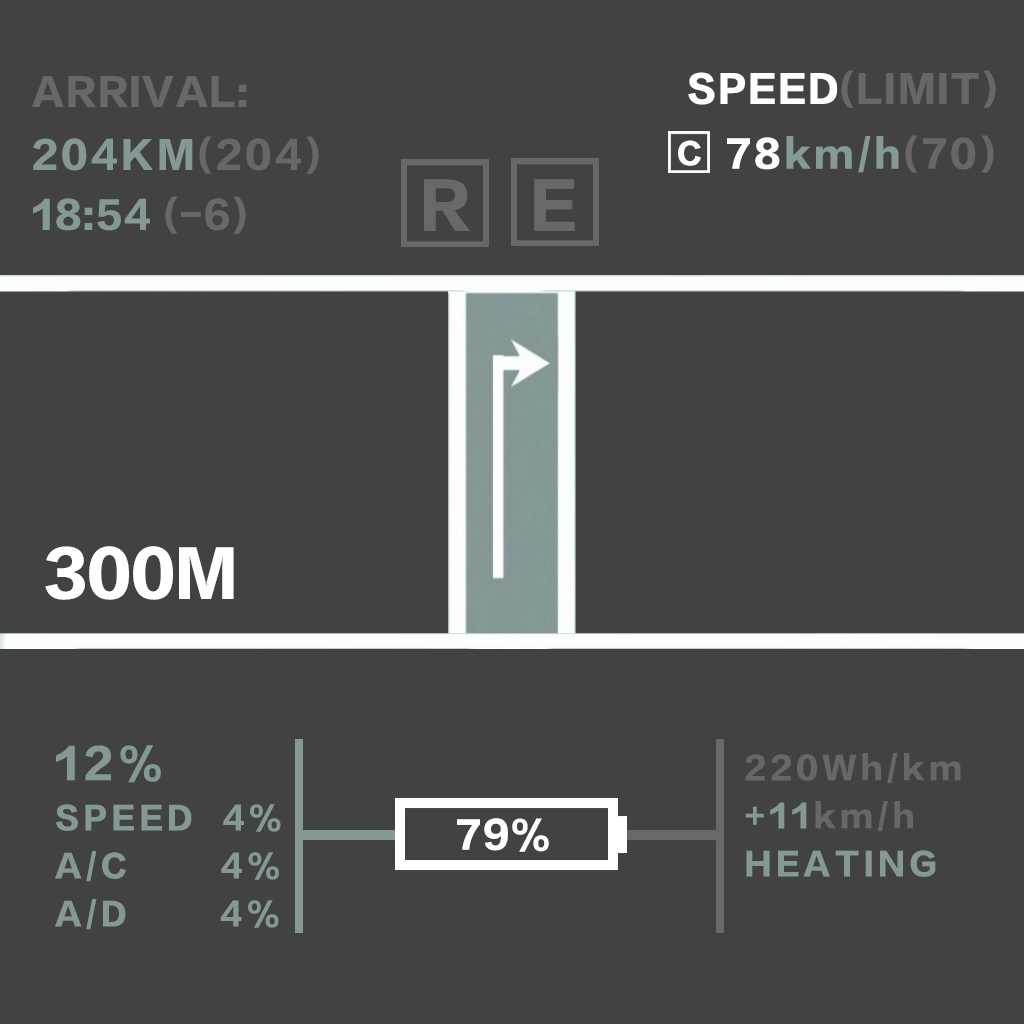 ARRIVAL:
204KM(204)
18:54 (−6)
R E
SPEED(LIMIT)
C 78km/h(70)
300M
12%
SPEED 4%
A/C 4%
A/D 4%
79%
220Wh/km
+11km/h
HEATING